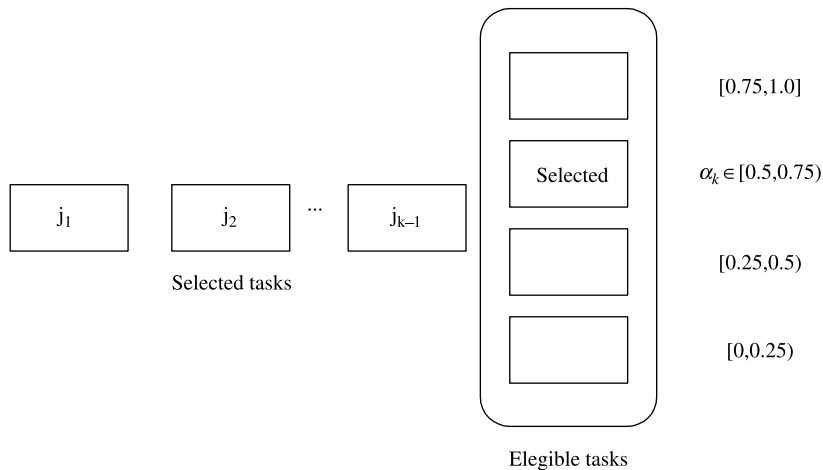 [0.75,1.0]
Selected
αₖ ∈ [0.5,0.75)
j₁
j₂
...
jₖ₋₁
[0.25,0.5)
Selected tasks
[0,0.25)
Elegible tasks